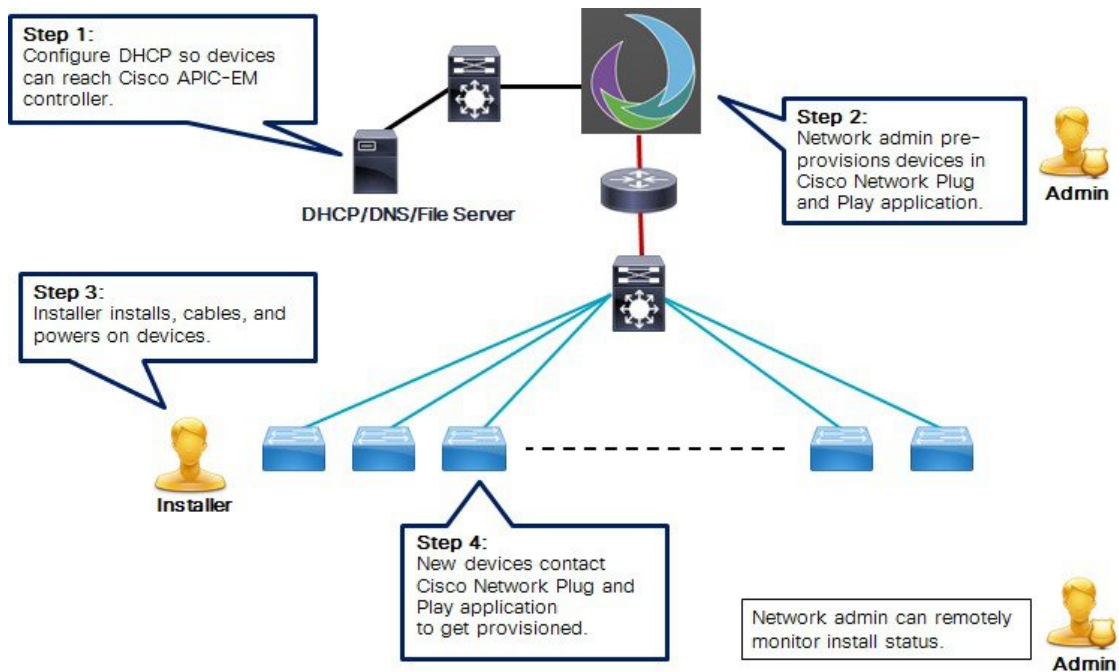 Step 1:
Configure DHCP so devices
can reach Cisco APIC-EM
controller.
DHCP/DNS/File Server
Step 2:
Network admin pre-
provisions devices in
Cisco Network Plug
and Play application.
Admin
Step 3:
Installer installs, cables, and
powers on devices.
Installer
Step 4:
New devices contact
Cisco Network Plug and
Play application
to get provisioned.
Network admin can remotely
monitor install status.
Admin